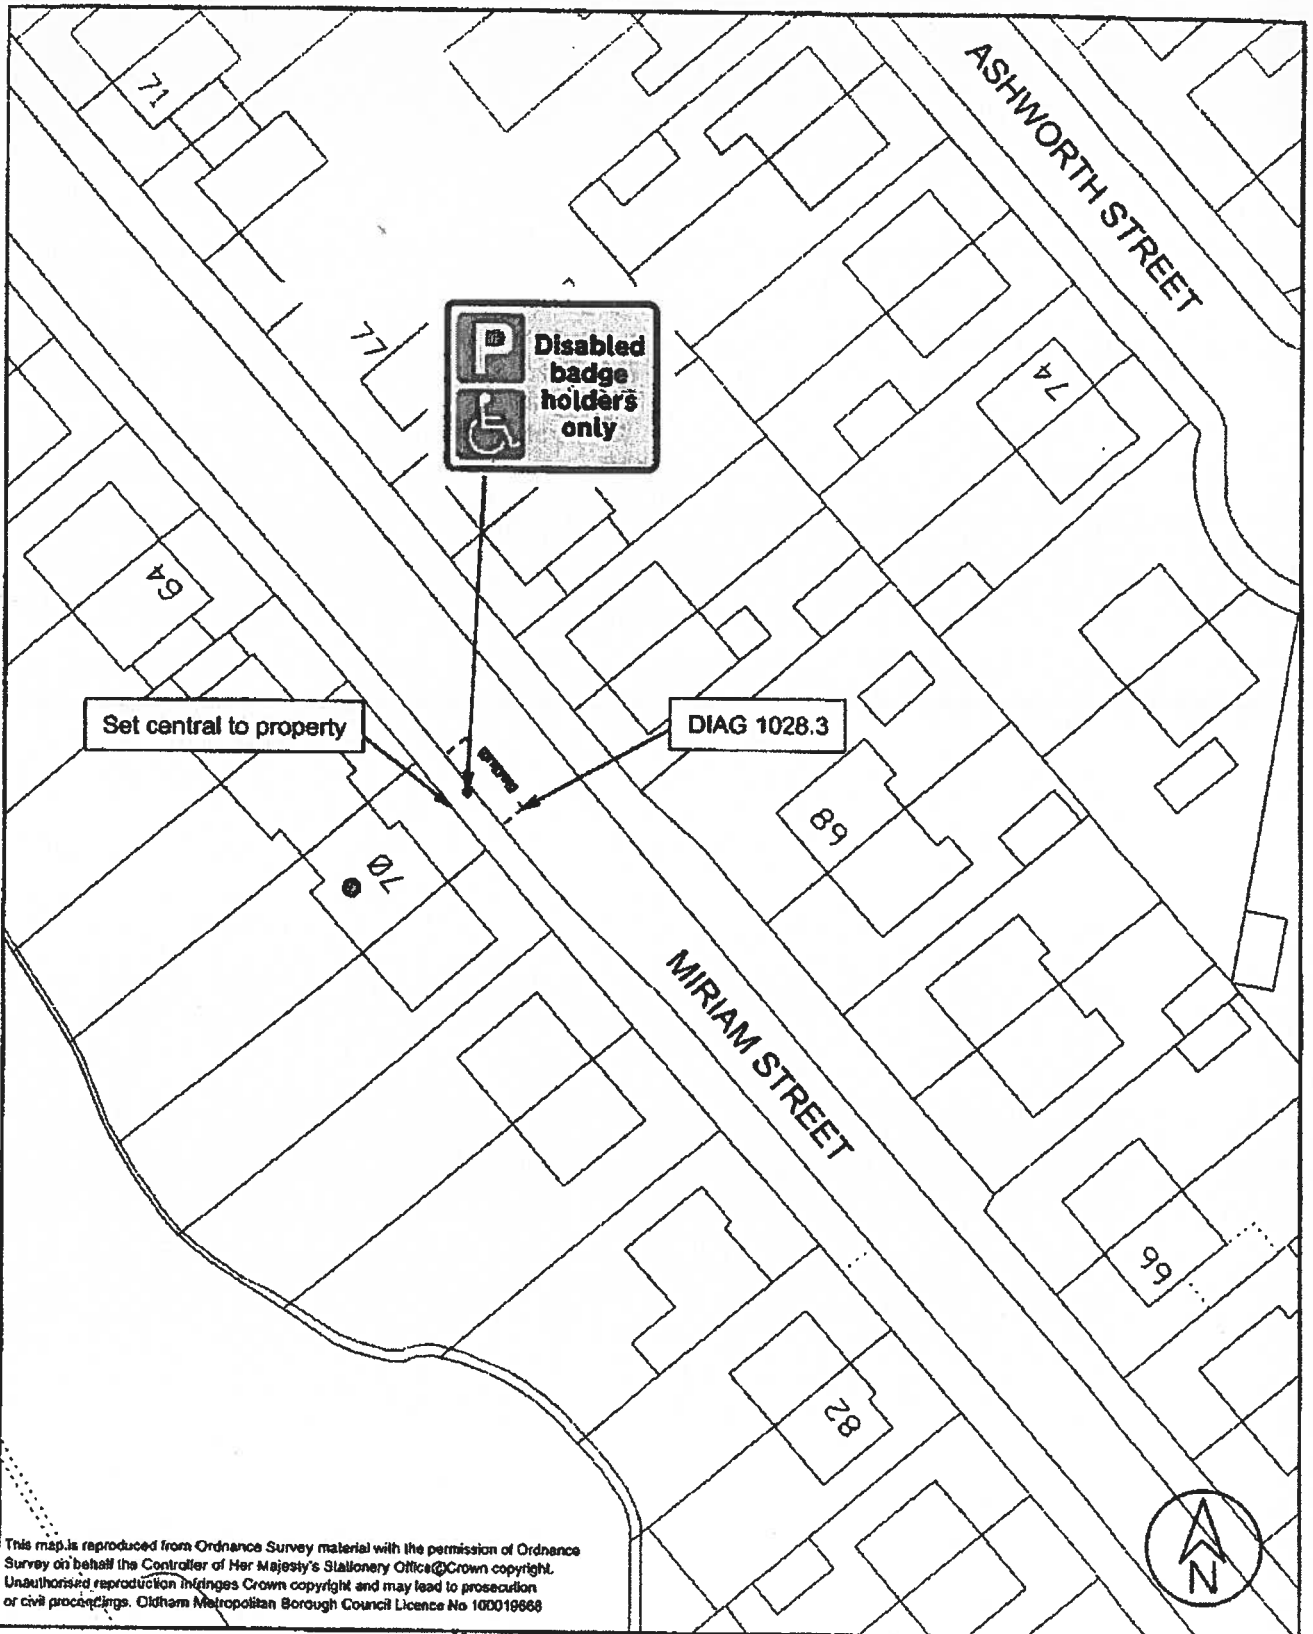 ASHWORTH STREET
71
77
P Disabled
badge
holders
only
74
64
Set central to property
DIAG 1028.3
70
89
MIRIAM STREET
99
82
N
This map is reproduced from Ordnance Survey material with the permission of Ordnance
Survey on behalf the Controller of Her Majesty's Stationery Office©Crown copyright.
Unauthorised reproduction infringes Crown copyright and may lead to prosecution
or civil proceedings. Oldham Metropolitan Borough Council Licence No 100019668